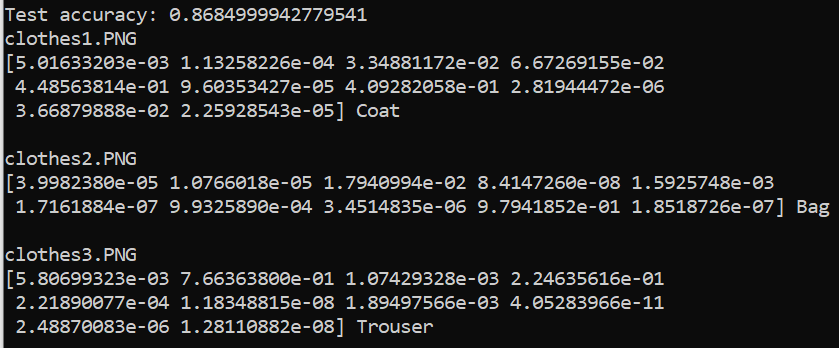 Test accuracy: 0.8684999942779541
clothes1.PNG
[5.01633203e-03 1.13258226e-04 3.34881172e-02 6.67269155e-02
4.48563814e-01 9.60353427e-05 4.09282058e-01 2.81944472e-06
3.66879888e-02 2.25928543e-05] Coat
clothes2.PNG
[3.9982380e-05 1.0766018e-05 1.7940994e-02 8.4147260e-08 1.5925748e-03
1.7161884e-07 9.9325890e-04 3.4514835e-06 9.7941852e-01 1.8518726e-07] Bag
clothes3.PNG
[5.80699323e-03 7.66363800e-01 1.07429328e-03 2.24635616e-01
2.21890077e-04 1.18348815e-08 1.89497566e-03 4.05283966e-11
2.48870083e-06 1.28110882e-08] Trouser